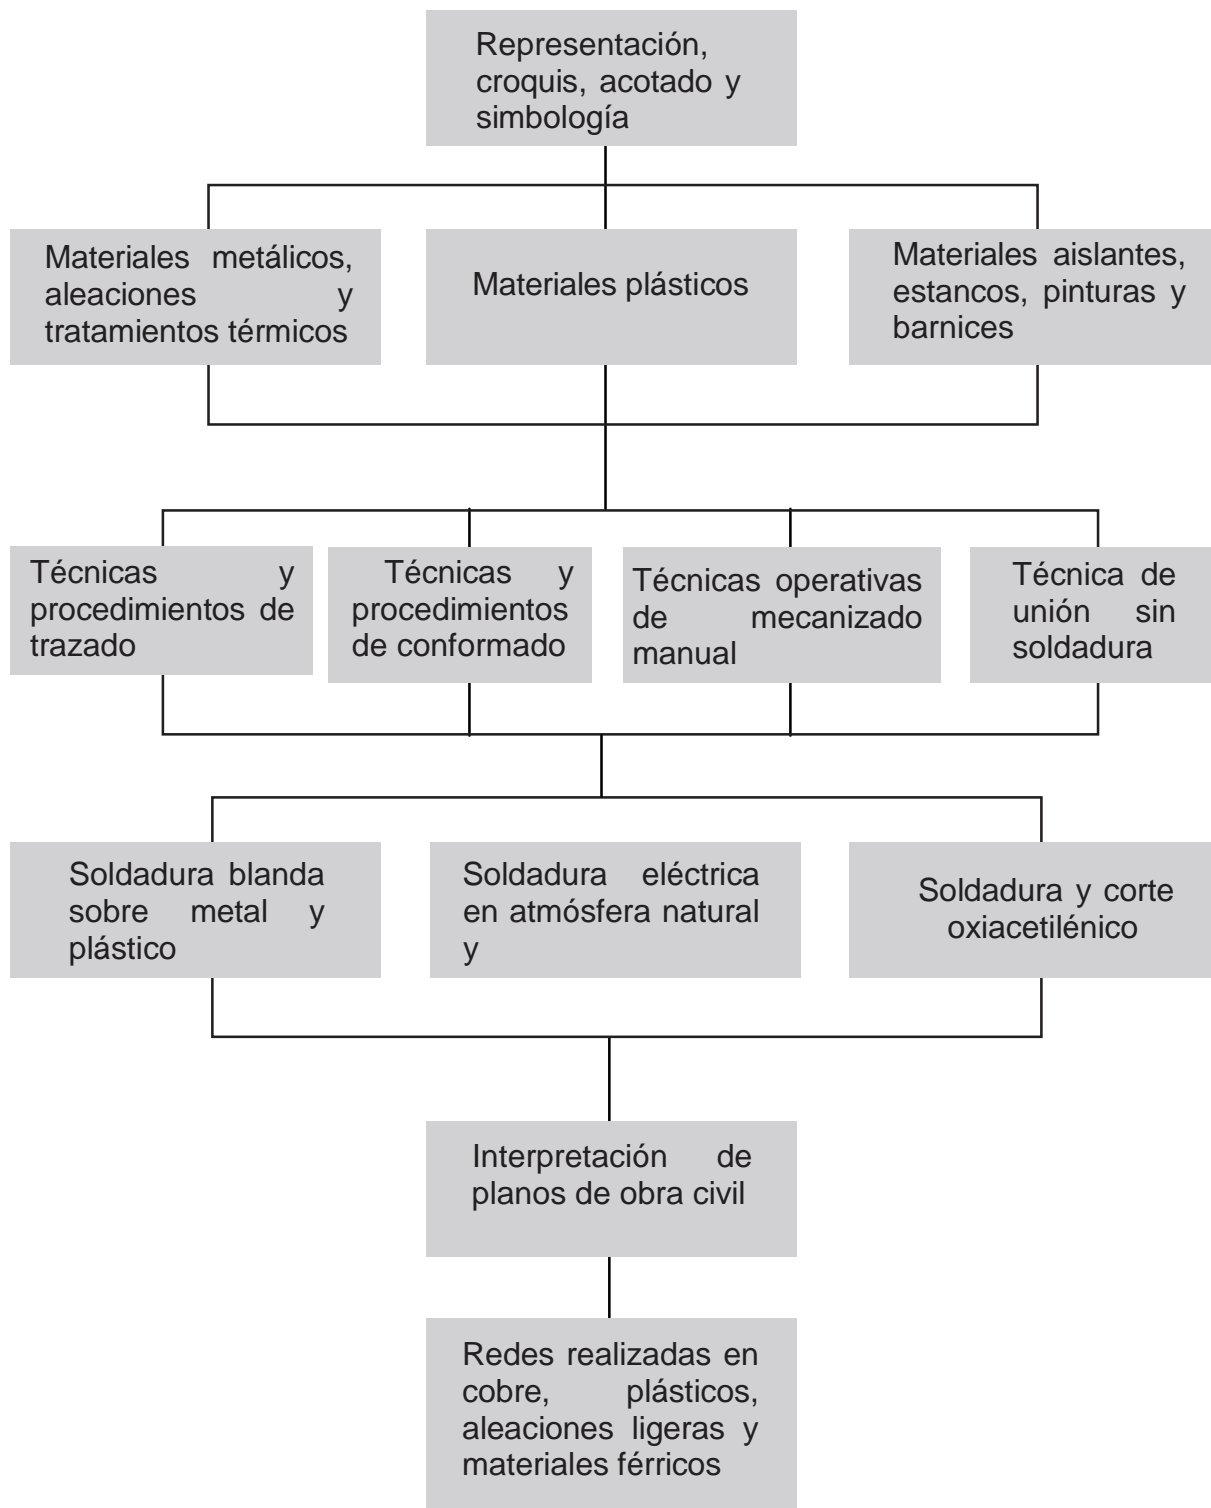 Representación,
croquis, acotado y
simbología
Materiales metálicos,
aleaciones y
tratamientos térmicos
Materiales plásticos
Materiales aislantes,
estancos, pinturas y
barnices
Técnicas y
procedimientos de
trazado
Técnicas y
procedimientos
de conformado
Técnicas operativas
de mecanizado
manual
Técnica de
unión sin
soldadura
Soldadura blanda
sobre metal y
plástico
Soldadura eléctrica
en atmósfera natural
y
Soldadura y corte
oxiacetilénico
Interpretación de
planos de obra civil
Redes realizadas en
cobre, plásticos,
aleaciones ligeras y
materiales férricos